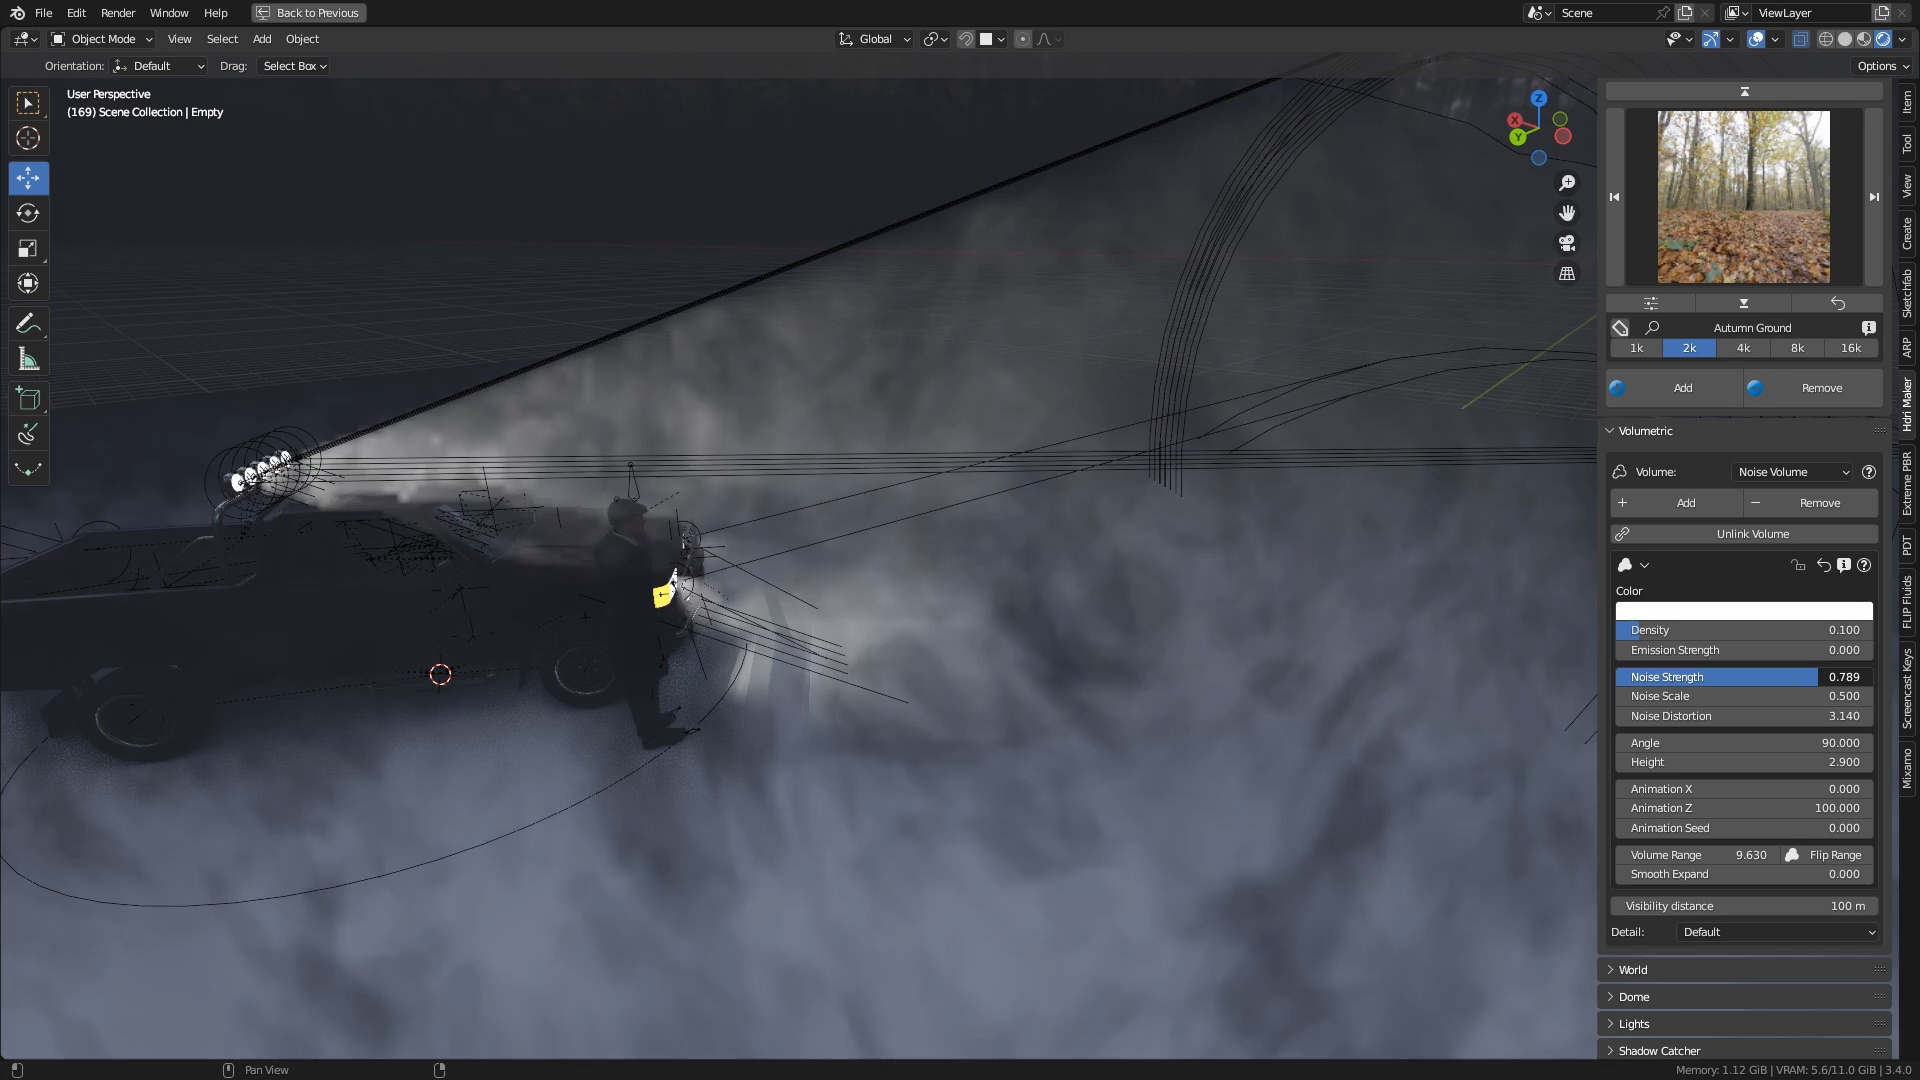 File Edit Render Window Help Back to Previous Scene ViewLayer
Object Mode View Select Add Object Global
Orientation: Default Drag: Select Box Options
User Perspective
(169) Scene Collection | Empty
Z
X
Y
Autumn Ground
1k 2k 4k 8k 16k
Add Remove
Volumetric
Volume: Noise Volume
Add Remove
Unlink Volume
Color
Density 0.100
Emission Strength 0.000
Noise Strength 0.789
Noise Scale 0.500
Noise Distortion 3.140
Angle 90.000
Height 2.900
Animation X 0.000
Animation Z 100.000
Animation Seed 0.000
Volume Range 9.630 Flip Range
Smooth Expand 0.000
Visibility distance 100 m
Detail: Default
World
Dome
Lights
Shadow Catcher
Item
Tool
View
Create
Sketchfab
ARP
Hdri Maker
Extreme PBR
PDT
FLIP Fluids
Screencast Keys
Mixamo
Pan View
Memory: 1.12 GiB | VRAM: 5.6/11.0 GiB | 3.4.0